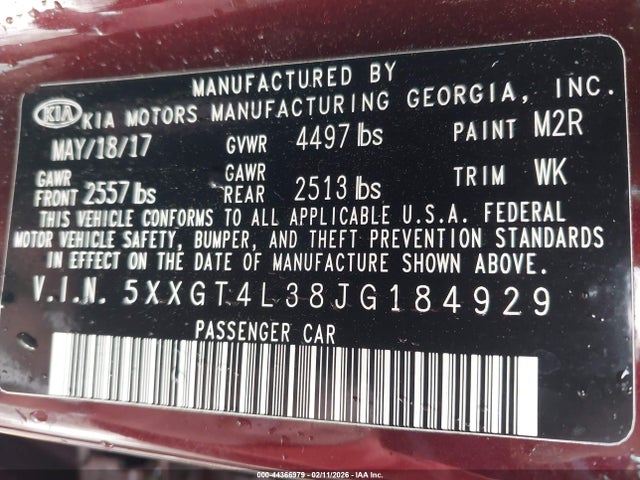 MANUFACTURED BY
KIA KIA MOTORS MANUFACTURING GEORGIA, INC.
MAY/18/17 GVWR 4497 lbs PAINT M2R
GAWR FRONT 2557 lbs GAWR REAR 2513 lbs TRIM WK
THIS VEHICLE CONFORMS TO ALL APPLICABLE U.S.A. FEDERAL
MOTOR VEHICLE SAFETY, BUMPER, AND THEFT PREVENTION STANDARDS
IN EFFECT ON THE DATE OF MANUFACTURE SHOWN ABOVE.
V.I.N. 5XXGT4L38JG184929
PASSENGER CAR
000-44366979 - 02/11/2026 - Copyright IAA, Inc.